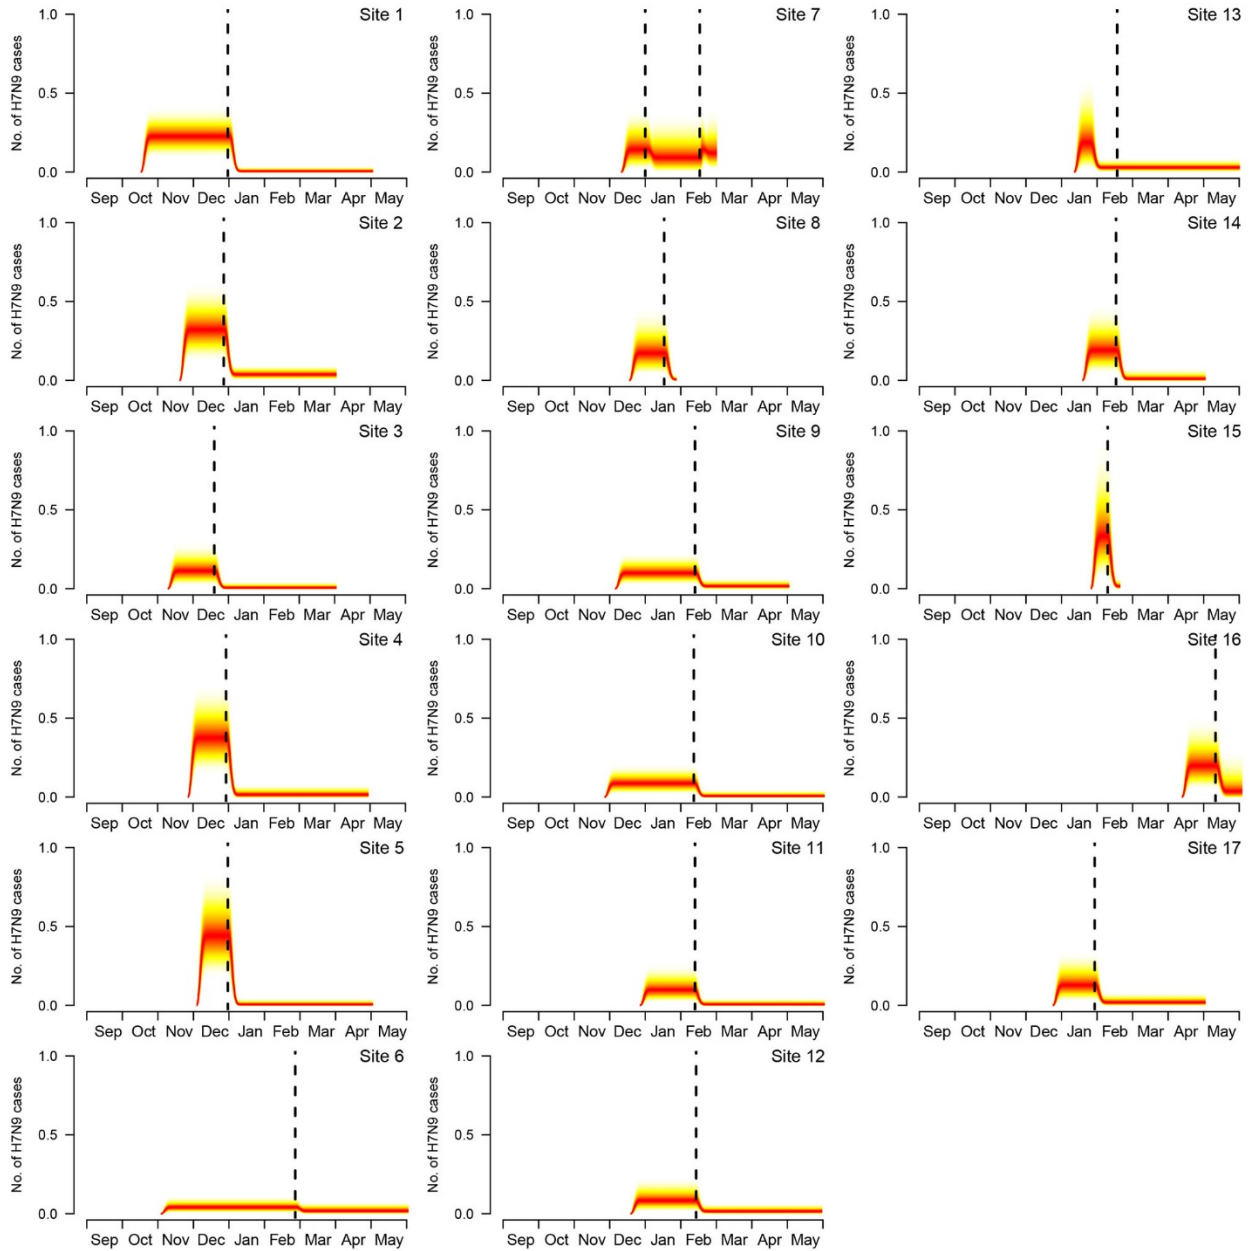 Site 1
No. of H7N9 cases
1.0
0.5
0.0
Sep Oct Nov Dec Jan Feb Mar Apr May
Site 7
No. of H7N9 cases
1.0
0.5
0.0
Sep Oct Nov Dec Jan Feb Mar Apr May
Site 13
No. of H7N9 cases
1.0
0.5
0.0
Sep Oct Nov Dec Jan Feb Mar Apr May
Site 2
No. of H7N9 cases
1.0
0.5
0.0
Sep Oct Nov Dec Jan Feb Mar Apr May
Site 8
No. of H7N9 cases
1.0
0.5
0.0
Sep Oct Nov Dec Jan Feb Mar Apr May
Site 14
No. of H7N9 cases
1.0
0.5
0.0
Sep Oct Nov Dec Jan Feb Mar Apr May
Site 3
No. of H7N9 cases
1.0
0.5
0.0
Sep Oct Nov Dec Jan Feb Mar Apr May
Site 9
No. of H7N9 cases
1.0
0.5
0.0
Sep Oct Nov Dec Jan Feb Mar Apr May
Site 15
No. of H7N9 cases
1.0
0.5
0.0
Sep Oct Nov Dec Jan Feb Mar Apr May
Site 4
No. of H7N9 cases
1.0
0.5
0.0
Sep Oct Nov Dec Jan Feb Mar Apr May
Site 10
No. of H7N9 cases
1.0
0.5
0.0
Sep Oct Nov Dec Jan Feb Mar Apr May
Site 16
No. of H7N9 cases
1.0
0.5
0.0
Sep Oct Nov Dec Jan Feb Mar Apr May
Site 5
No. of H7N9 cases
1.0
0.5
0.0
Sep Oct Nov Dec Jan Feb Mar Apr May
Site 11
No. of H7N9 cases
1.0
0.5
0.0
Sep Oct Nov Dec Jan Feb Mar Apr May
Site 17
No. of H7N9 cases
1.0
0.5
0.0
Sep Oct Nov Dec Jan Feb Mar Apr May
Site 6
No. of H7N9 cases
1.0
0.5
0.0
Sep Oct Nov Dec Jan Feb Mar Apr May
Site 12
No. of H7N9 cases
1.0
0.5
0.0
Sep Oct Nov Dec Jan Feb Mar Apr May